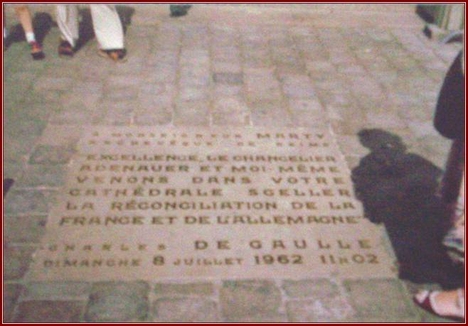 A MONSEIGNEUR MARTY
ARCHEVEQUE DE REIMS
"EXCELLENCE, LE CHANCELIER
ADENAUER ET MOI-MÊME
VENONS DANS VOTRE
CATHÉDRALE SCELLER
LA RÉCONCILIATION DE LA
FRANCE ET DE L'ALLEMAGNE"
CHARLES DE GAULLE
DIMANCHE 8 JUILLET 1962 11H02